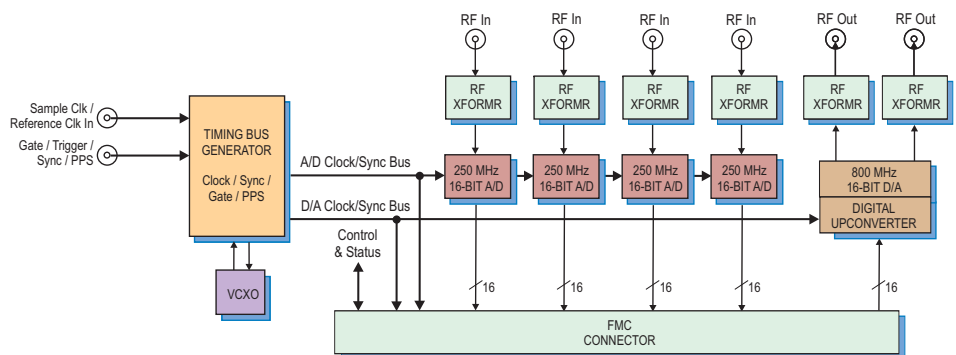 RF In
RF In
RF In
RF In
RF Out
RF Out
Sample Clk /
Reference Clk In
Gate / Trigger /
Sync / PPS
TIMING BUS
GENERATOR
Clock / Sync /
Gate / PPS
VCXO
A/D Clock/Sync Bus
D/A Clock/Sync Bus
Control
& Status
RF
XFORMR
RF
XFORMR
RF
XFORMR
RF
XFORMR
RF
XFORMR
RF
XFORMR
250 MHz
16-BIT A/D
250 MHz
16-BIT A/D
250 MHz
16-BIT A/D
250 MHz
16-BIT A/D
800 MHz
16-BIT D/A
DIGITAL
UPCONVERTER
16
16
16
16
16
FMC
CONNECTOR